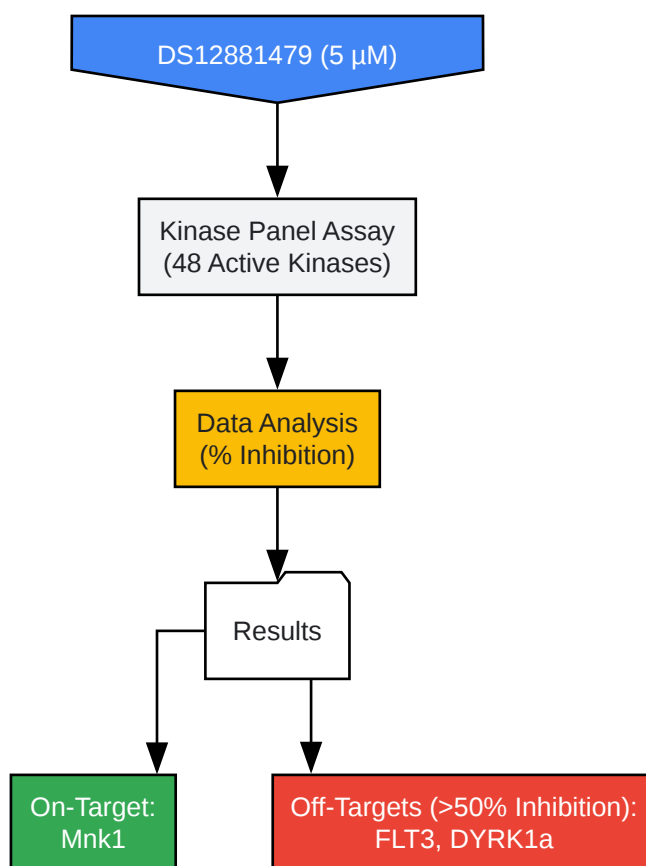 DS12881479 (5 µM)
Kinase Panel Assay
(48 Active Kinases)
Data Analysis
(% Inhibition)
Results
On-Target:
Mnk1
Off-Targets (>50% Inhibition):
FLT3, DYRK1a